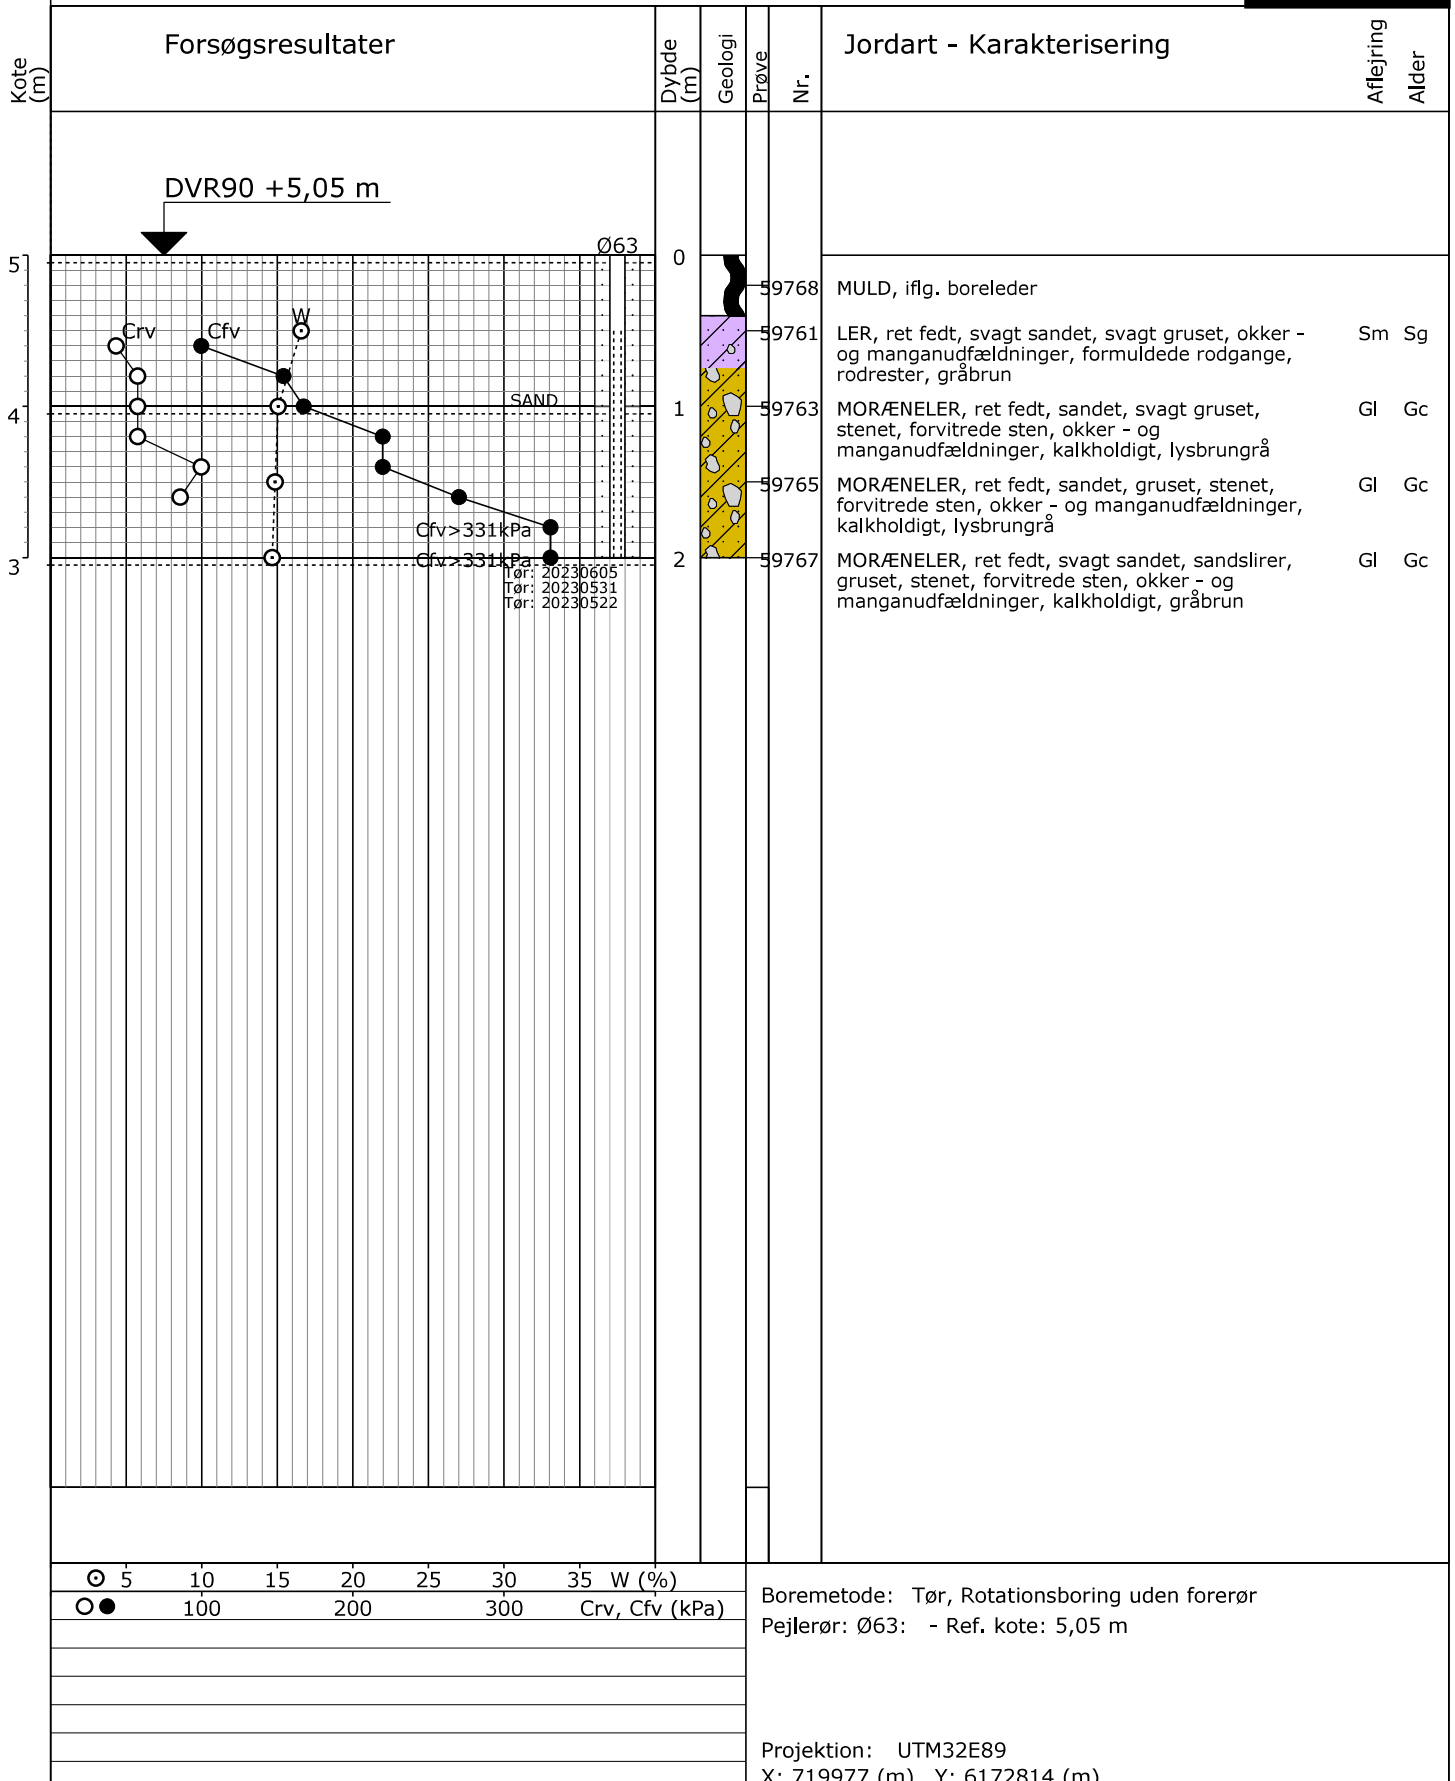 Kote (m)
Forsøgsresultater
Dybde (m)
Geologi
Prøve
Nr.
Jordart - Karakterisering
Aflejring
Alder
DVR90 +5,05 m
Ø63
5
4
3
Crv
Cfv
W
SAND
Cfv>331kPa
Cfv>331kPa
Tør: 20230605
Tør: 20230531
Tør: 20230522
0
1
2
59768 MULD, iflg. boreleder
59761 LER, ret fedt, svagt sandet, svagt gruset, okker - Sm Sg
og manganudfældninger, formuldede rodgange,
rodrester, gråbrun
59763 MORÆNELER, ret fedt, sandet, svagt gruset, Gl Gc
stenet, forvitrede sten, okker - og
manganudfældninger, kalkholdigt, lysbrungrå
59765 MORÆNELER, ret fedt, sandet, gruset, stenet, Gl Gc
forvitrede sten, okker - og manganudfældninger,
kalkholdigt, lysbrungrå
59767 MORÆNELER, ret fedt, svagt sandet, sandslirer, Gl Gc
gruset, stenet, forvitrede sten, okker - og
manganudfældninger, kalkholdigt, gråbrun
5 10 15 20 25 30 35 W (%)
100 200 300 Crv, Cfv (kPa)
Boremetode: Tør, Rotationsboring uden forerør
Pejlerør: Ø63: - Ref. kote: 5,05 m
Projektion: UTM32E89
X: 719977 (m) Y: 6172814 (m)